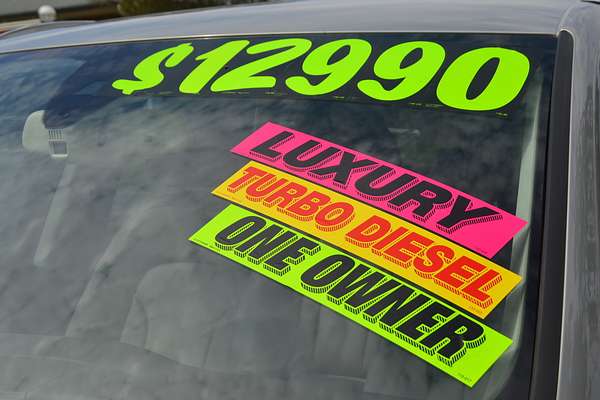 $12990
LUXURY
TURBO DIESEL
ONE OWNER